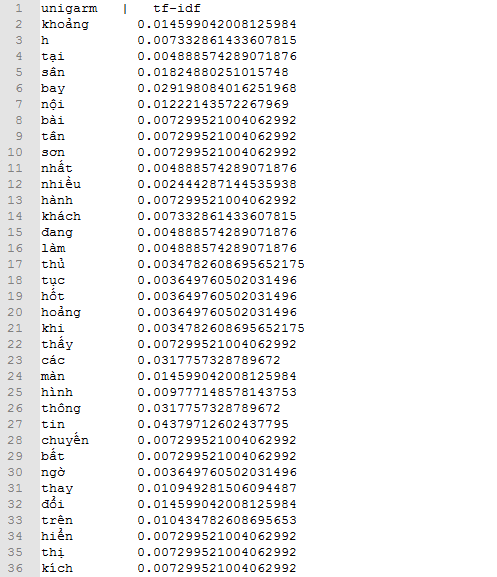 1 unigarm | tf-idf
2 khoảng 0.014599042008125984
3 h 0.007332861433607815
4 tại 0.004888574289071876
5 sân 0.01824880251015748
6 bay 0.029198084016251968
7 nội 0.01222143572267969
8 bài 0.007299521004062992
9 tân 0.007299521004062992
10 sơn 0.007299521004062992
11 nhất 0.004888574289071876
12 nhiều 0.002444287144535938
13 hành 0.007299521004062992
14 khách 0.007332861433607815
15 đang 0.004888574289071876
16 làm 0.004888574289071876
17 thủ 0.0034782608695652175
18 tục 0.003649760502031496
19 hốt 0.003649760502031496
20 hoảng 0.003649760502031496
21 khi 0.0034782608695652175
22 thấy 0.007299521004062992
23 các 0.0317757328789672
24 màn 0.014599042008125984
25 hình 0.009777148578143753
26 thông 0.0317757328789672
27 tin 0.04379712602437795
28 chuyến 0.007299521004062992
29 bất 0.007299521004062992
30 ngờ 0.003649760502031496
31 thay 0.010949281506094487
32 đổi 0.014599042008125984
33 trên 0.010434782608695653
34 hiển 0.007299521004062992
35 thị 0.007299521004062992
36 kích 0.007299521004062992